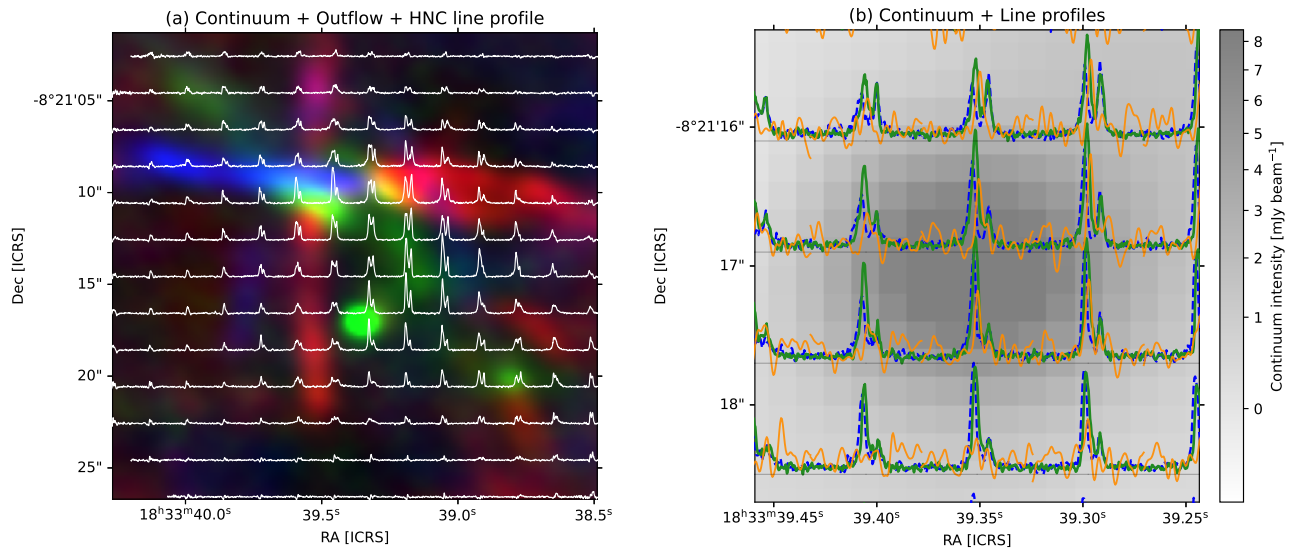 (a) Continuum + Outflow + HNC line profile
-8°21'05"
10"
15"
20"
25"
Dec [ICRS]
18ʰ33ᵐ40.0ˢ
39.5ˢ
39.0ˢ
38.5ˢ
RA [ICRS]
(b) Continuum + Line profiles
-8°21'16"
17"
18"
Dec [ICRS]
18ʰ33ᵐ39.45ˢ
39.40ˢ
39.35ˢ
39.30ˢ
39.25ˢ
RA [ICRS]
8
7
6
5
4
3
2
1
0
Continuum intensity [mJy beam⁻¹]